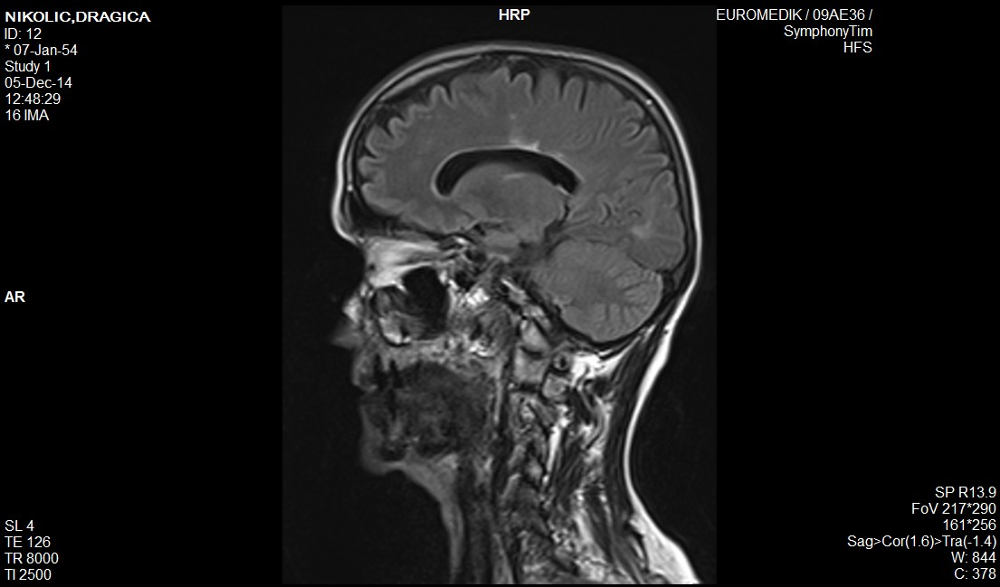 NIKOLIC,DRAGICA
ID: 12
* 07-Jan-54
Study 1
05-Dec-14
12:48:29
16 IMA
HRP
EUROMEDIK / 09AE36 /
SymphonyTim
HFS
AR
SL 4
TE 126
TR 8000
TI 2500
SP R13.9
FoV 217*290
161*256
Sag>Cor(1.6)>Tra(-1.4)
W: 844
C: 378